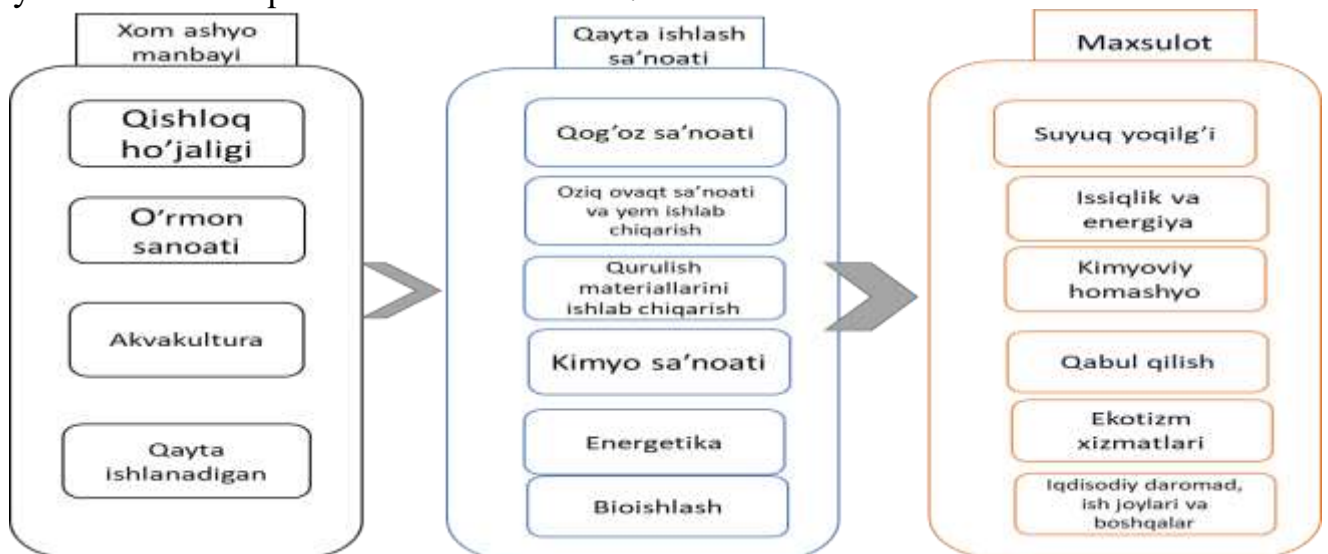 Xom ashyo
manbayi
Qishloq
ho'jaligi
O'rmon
sanoati
Akvakultura
Qayta
ishlanadigan
Qayta ishlash
sa'noati
Qog'oz sa'noati
Oziq ovaqt sa'noati
va yem ishlab
chiqarish
Qurulish
materiallarini
ishlab chiqarish
Kimyo sa'noati
Energetika
Bioishlash
Maxsulot
Suyuq yoqilg'i
Issiqlik va
energiya
Kimyoviy
homashyo
Qabul qilish
Ekotizm
xizmatlari
Iqdisodiy daromad,
ish joylari va
boshqalar